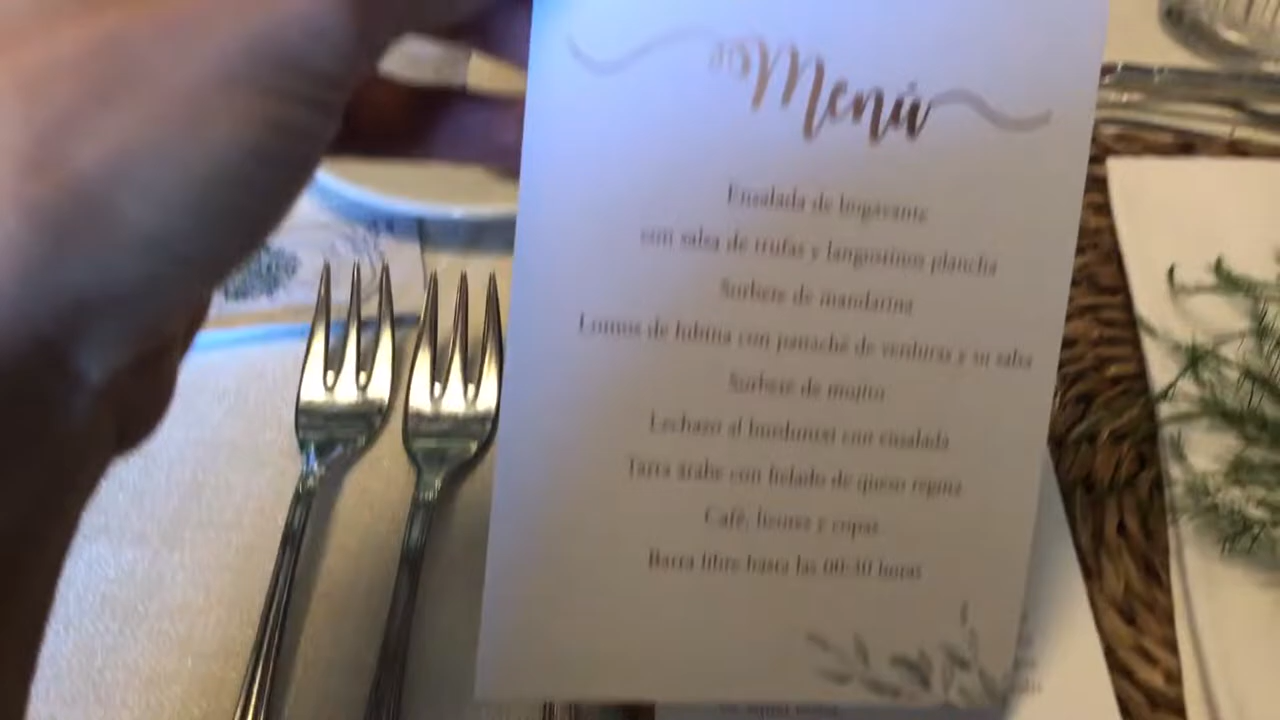 Menú
Ensalada de bogavante
con salsa de trufas y langostinos plancha
Sorbete de mandarina
Lomos de lubina con panaché de verduras y su salsa
Sorbete de mojito
Lechazo al con ensalada
Tarta árabe con helado de queso
Café, licores y copas
Barra libre hasta las 00:30 horas